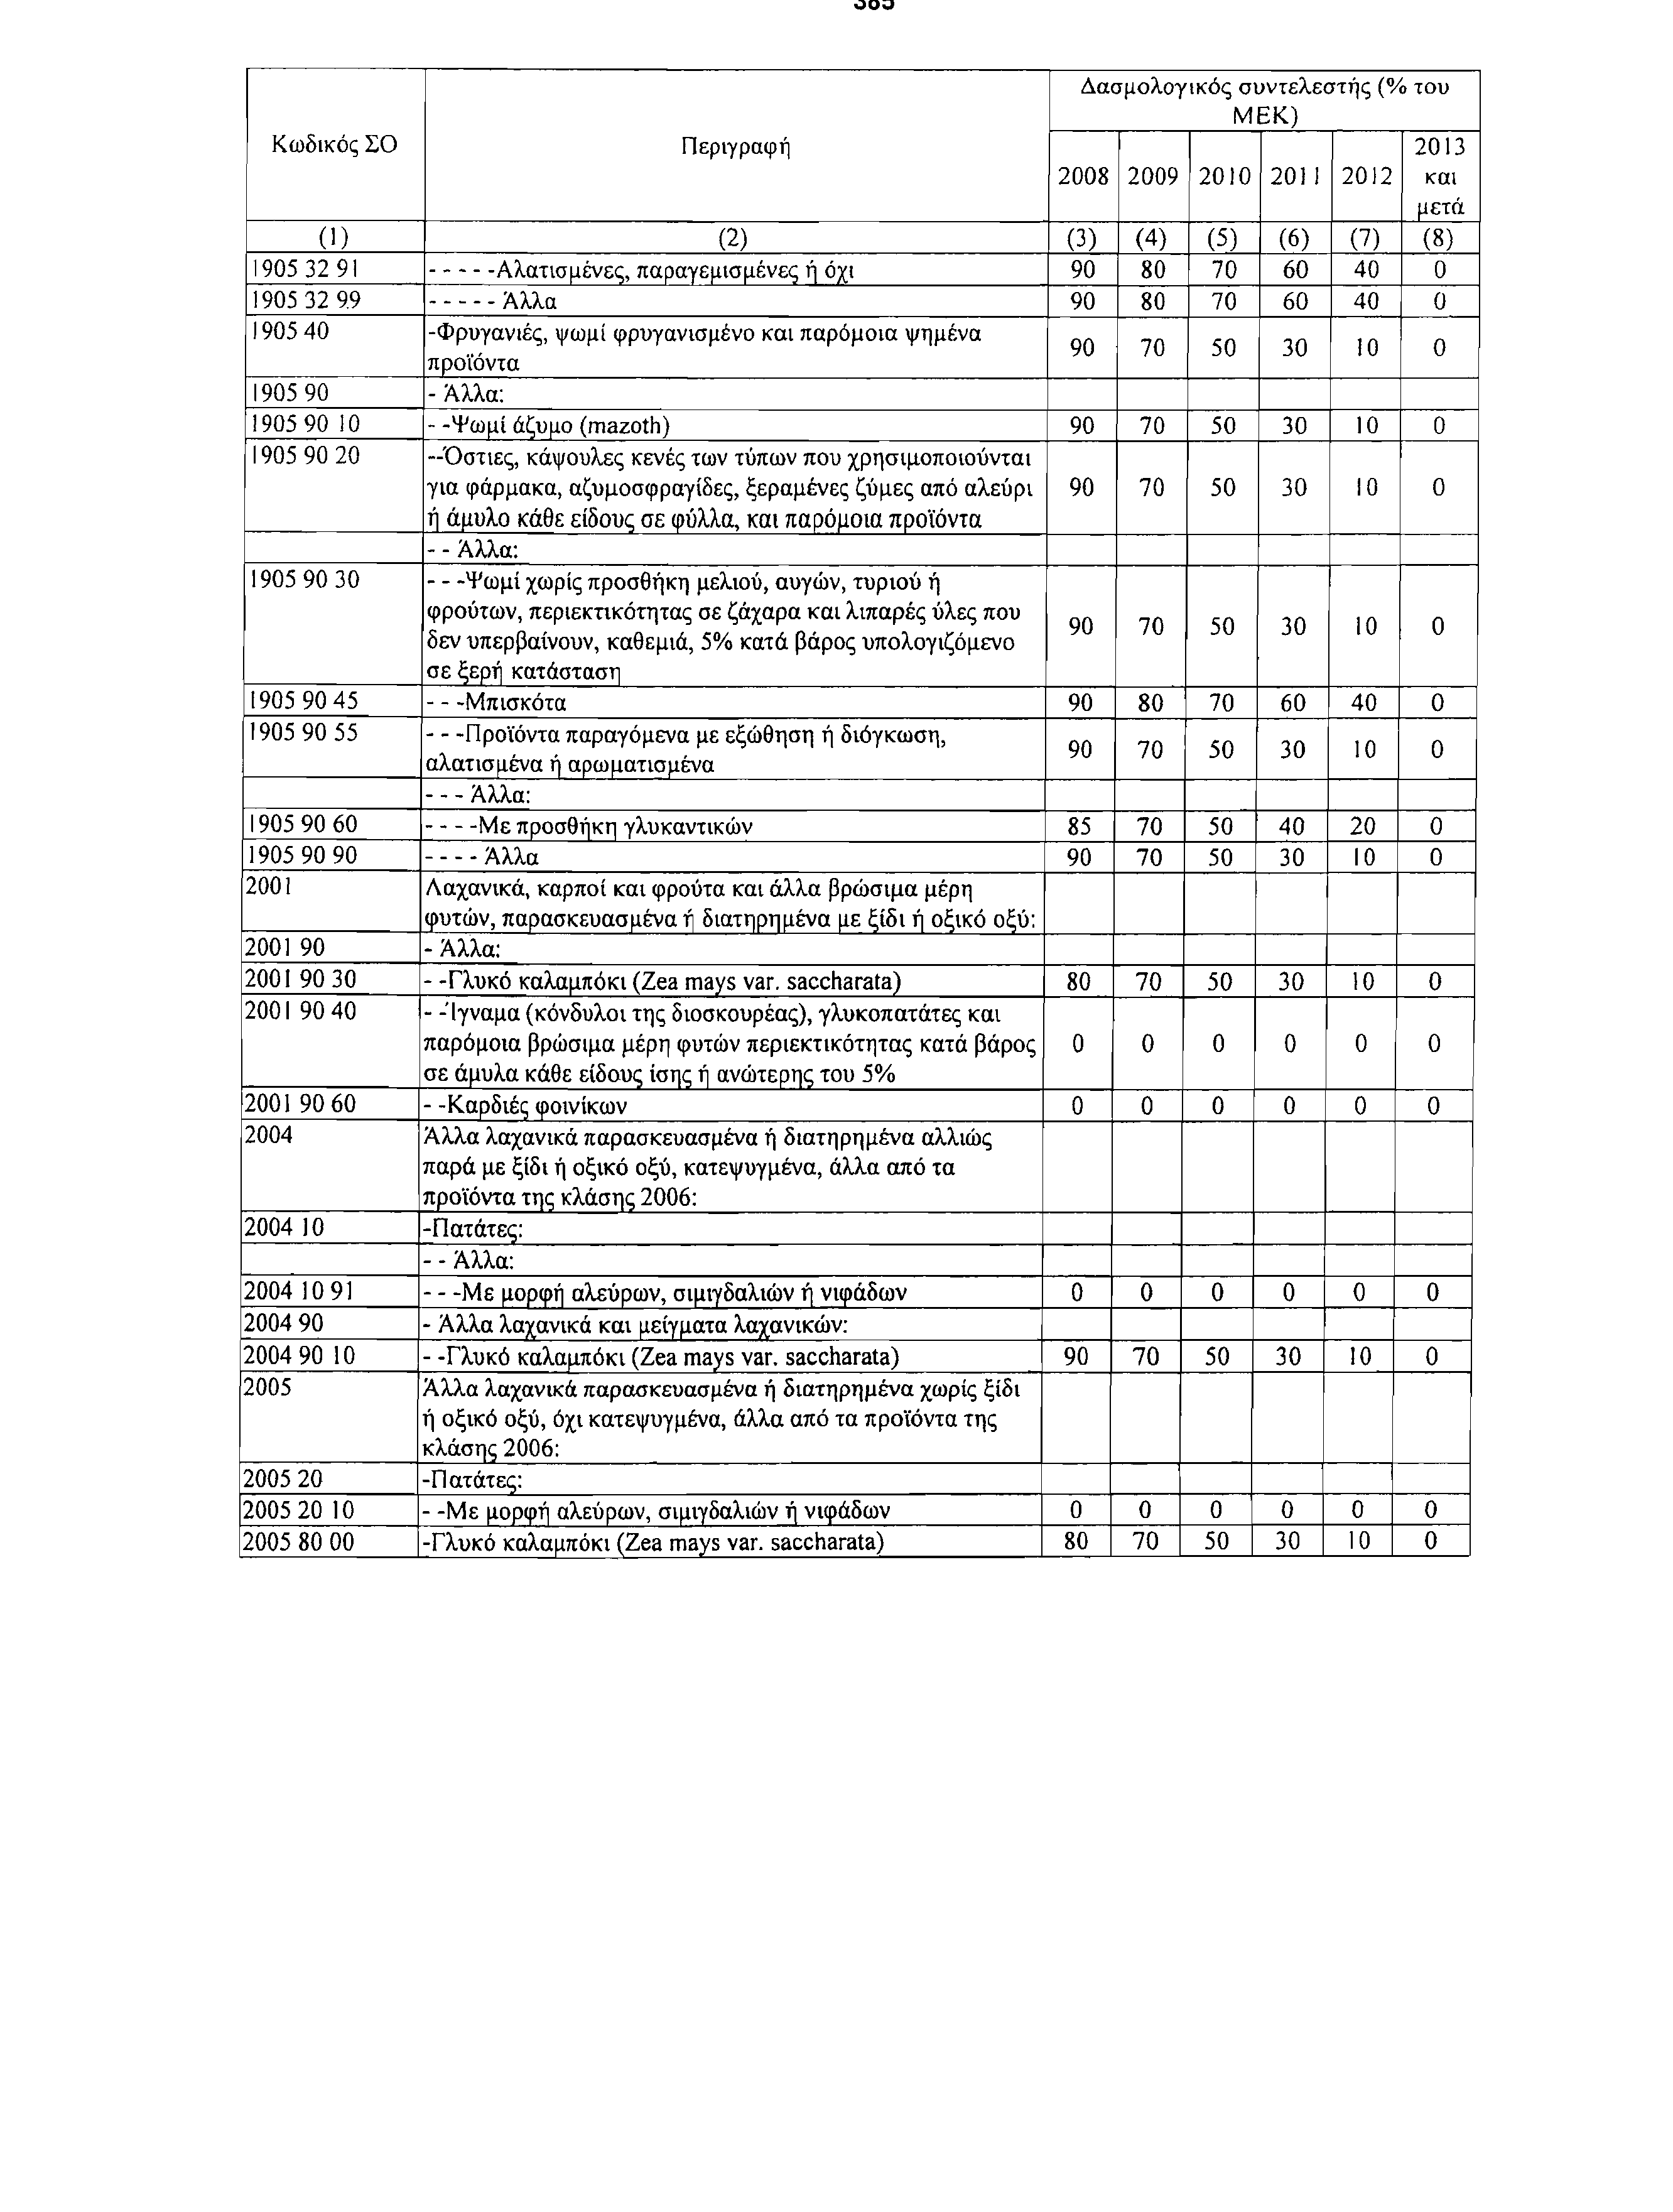 385
Δασμολογικός συντελεστής (% του
ΜΕΚ)
Κωδικός ΣΟ Περιγραφή 2008 2009 2010 2011 2012 2013
και
μετά
(1) (2) (3) (4) (5) (6) (7) (8)
1905 32 91 - - - - -Αλατισμένες, παραγεμισμένες ή όχι 90 80 70 60 40 0
1905 32 99 - - - - - Άλλα 90 80 70 60 40 0
1905 40 -Φρυγανιές, ψωμί φρυγανισμένο και παρόμοια ψημένα
προϊόντα 90 70 50 30 10 0
1905 90 - Άλλα:
1905 90 10 - -Ψωμί άζυμο (mazoth) 90 70 50 30 10 0
1905 90 20 --Όστιες, κάψουλες κενές των τύπων που χρησιμοποιούνται
για φάρμακα, αζυμοσφραγίδες, ξεραμένες ζύμες από αλεύρι 90 70 50 30 10 0
ή άμυλο κάθε είδους σε φύλλα, και παρόμοια προϊόντα
- - Άλλα:
1905 90 30 - - -Ψωμί χωρίς προσθήκη μελιού, αυγών, τυριού ή
φρούτων, περιεκτικότητας σε ζάχαρα και λιπαρές ύλες που
δεν υπερβαίνουν, καθεμιά, 5% κατά βάρος υπολογιζόμενο 90 70 50 30 10 0
σε ξερή κατάσταση
1905 90 45 - - -Μπισκότα 90 80 70 60 40 0
1905 90 55 - - -Προϊόντα παραγόμενα με εξώθηση ή διόγκωση,
αλατισμένα ή αρωματισμένα 90 70 50 30 10 0
- - - Άλλα:
1905 90 60 - - - -Με προσθήκη γλυκαντικών 85 70 50 40 20 0
1905 90 90 - - - - Άλλα 90 70 50 30 10 0
2001 Λαχανικά, καρποί και φρούτα και άλλα βρώσιμα μέρη
φυτών, παρασκευασμένα ή διατηρημένα με ξίδι ή οξικό οξύ:
2001 90 - Άλλα:
2001 90 30 - -Γλυκό καλαμπόκι (Zea mays var. saccharata) 80 70 50 30 10 0
2001 90 40 - -Ίγναμα (κόνδυλοι της διοσκουρέας), γλυκοπατάτες και
παρόμοια βρώσιμα μέρη φυτών περιεκτικότητας κατά βάρος 0 0 0 0 0 0
σε άμυλα κάθε είδους ίσης ή ανώτερης του 5%
2001 90 60 - -Καρδιές φοινίκων 0 0 0 0 0 0
2004 Άλλα λαχανικά παρασκευασμένα ή διατηρημένα αλλιώς
παρά με ξίδι ή οξικό οξύ, κατεψυγμένα, άλλα από τα
προϊόντα της κλάσης 2006:
2004 10 -Πατάτες:
- - Άλλα:
2004 10 91 - - -Με μορφή αλεύρων, σιμιγδαλιών ή νιφάδων 0 0 0 0 0 0
2004 90 - Άλλα λαχανικά και μείγματα λαχανικών:
2004 90 10 - -Γλυκό καλαμπόκι (Zea mays var. saccharata) 90 70 50 30 10 0
2005 Άλλα λαχανικά παρασκευασμένα ή διατηρημένα χωρίς ξίδι
ή οξικό οξύ, όχι κατεψυγμένα, άλλα από τα προϊόντα της
κλάσης 2006:
2005 20 -Πατάτες:
2005 20 10 - -Με μορφή αλεύρων, σιμιγδαλιών ή νιφάδων 0 0 0 0 0 0
2005 80 00 -Γλυκό καλαμπόκι (Zea mays var. saccharata) 80 70 50 30 10 0